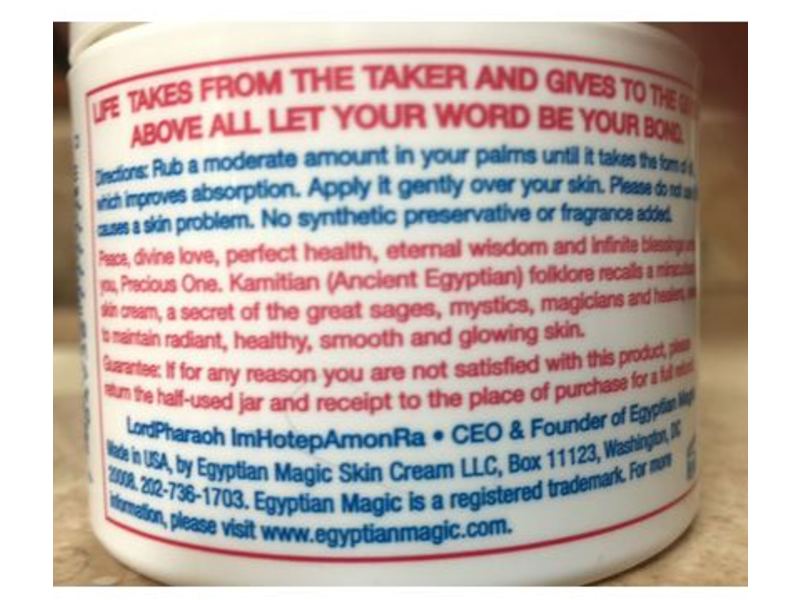 LIFE TAKES FROM THE TAKER AND GIVES TO THE
ABOVE ALL LET YOUR WORD BE YOUR BOND.
Directions: Rub a moderate amount in your palms until it takes the form of
which improves absorption. Apply it gently over your skin. Please do not
causes a skin problem. No synthetic preservative or fragrance added.
Peace, divine love, perfect health, eternal wisdom and infinite blessings
you, Precious One. Kamitian (Ancient Egyptian) folklore recalls a
skin cream, a secret of the great sages, mystics, magicians and healers,
to maintain radiant, healthy, smooth and glowing skin.
Guarantee: If for any reason you are not satisfied with this product, please
return the half-used jar and receipt to the place of purchase for a full
LordPharaoh ImHotepAmonRa • CEO & Founder of Egyptian
Made in USA, by Egyptian Magic Skin Cream LLC, Box 11123, Washington, DC
20008. 202-736-1703. Egyptian Magic is a registered trademark. For more
information, please visit www.egyptianmagic.com.